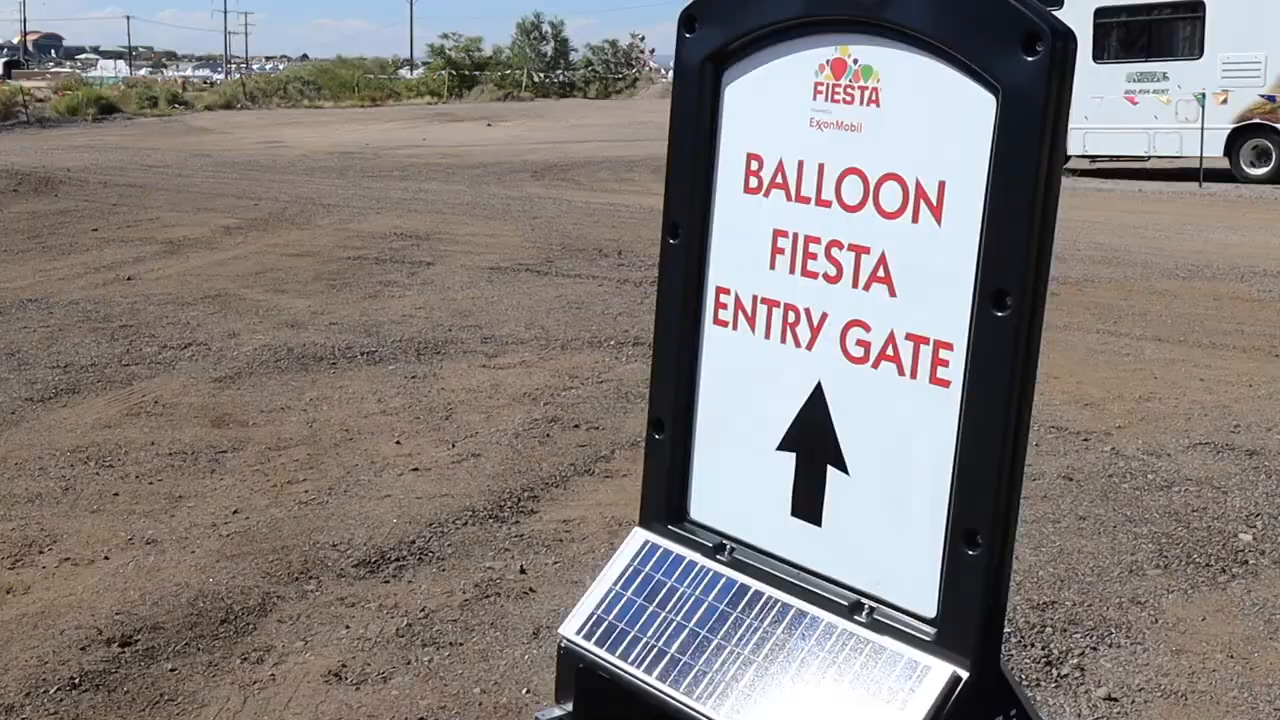 FIESTA
ExxonMobil
BALLOON
FIESTA
ENTRY GATE